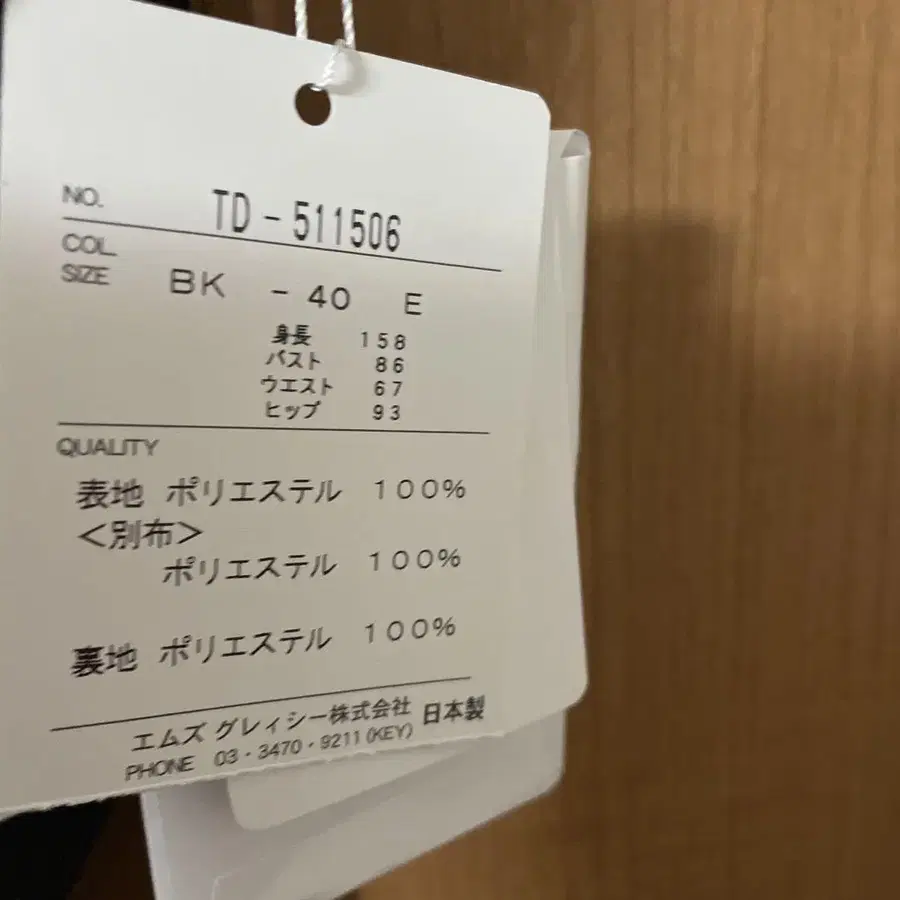 NO. TD-511506
COL
SIZE BK -40 E
身長 158
バスト 86
ウエスト 67
ヒップ 93
QUALITY
表地 ポリエステル 100%
<別布>
ポリエステル 100%
裏地 ポリエステル 100%
エムズ グレィシー株式会社 日本製
PHONE 03・3470・9211(KEY)